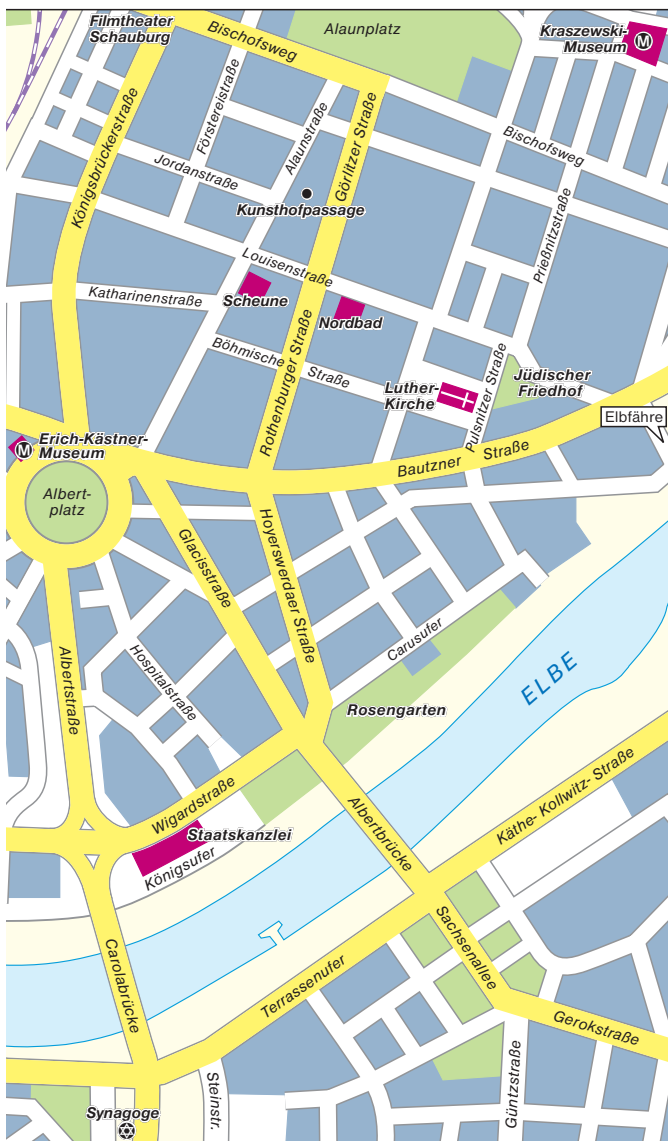 Filmtheater
Schauburg
Bischofsweg
Alaunplatz
Kraszewski-
Museum
M
Königsbrückerstraße
Förstereistraße
Alaunstraße
Görlitzer Straße
Bischofsweg
Jordanstraße
Kunsthofpassage
Prießnitzstraße
Louisenstraße
Katharinenstraße
Scheune
Nordbad
Böhmische Straße
Rothenburger Straße
Luther-
Kirche
Pulsnitzer Straße
Jüdischer
Friedhof
Elbfähre
M
Erich-Kästner-
Museum
Bautzner Straße
Albert-
platz
Glacisstraße
Hoyerswerdaer Straße
Carusufer
Albertstraße
Hospitalstraße
ELBE
Rosengarten
Wigardstraße
Albertbrücke
Käthe- Kollwitz- Straße
Staatskanzlei
Königsufer
Carolabrücke
Sachsenallee
Terrassenufer
Gerokstraße
Güntzstraße
Steinstr.
Synagoge